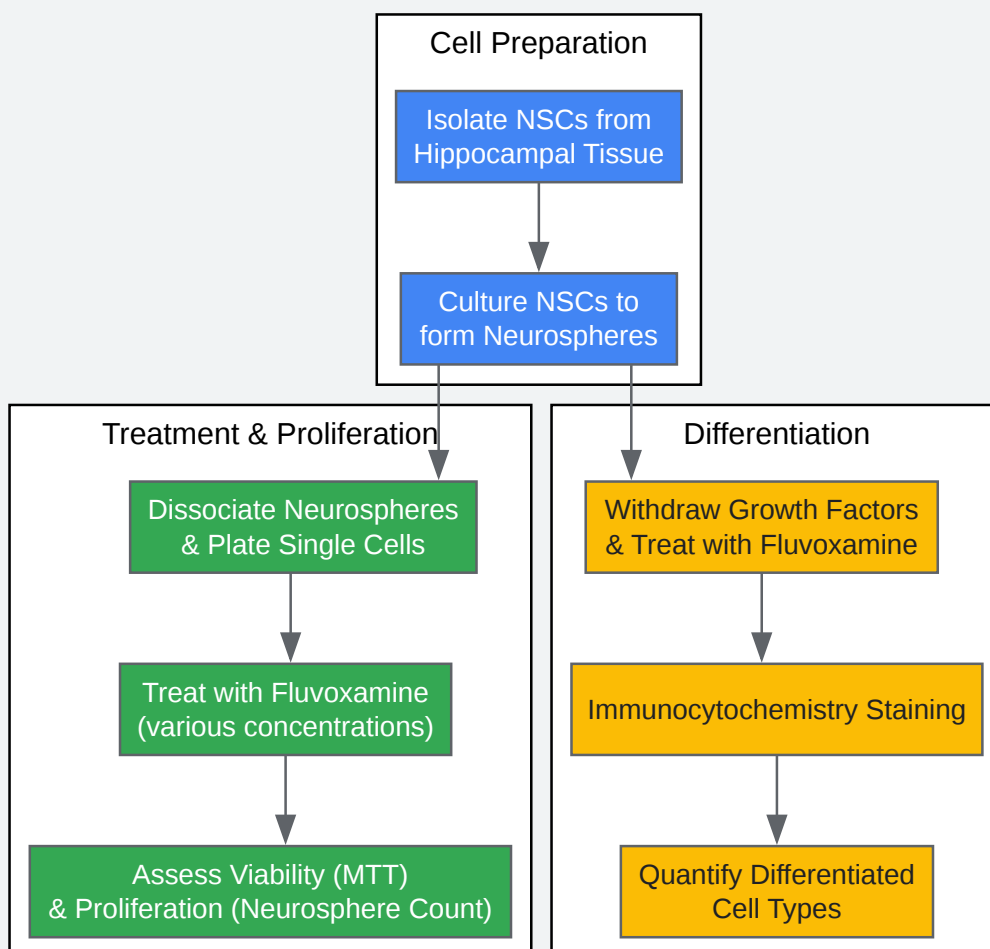 Cell Preparation
Isolate NSCs from
Hippocampal Tissue
Culture NSCs to
form Neurospheres
Treatment & Proliferation
Dissociate Neurospheres
& Plate Single Cells
Treat with Fluvoxamine
(various concentrations)
Assess Viability (MTT)
& Proliferation (Neurosphere Count)
Differentiation
Withdraw Growth Factors
& Treat with Fluvoxamine
Immunocytochemistry Staining
Quantify Differentiated
Cell Types